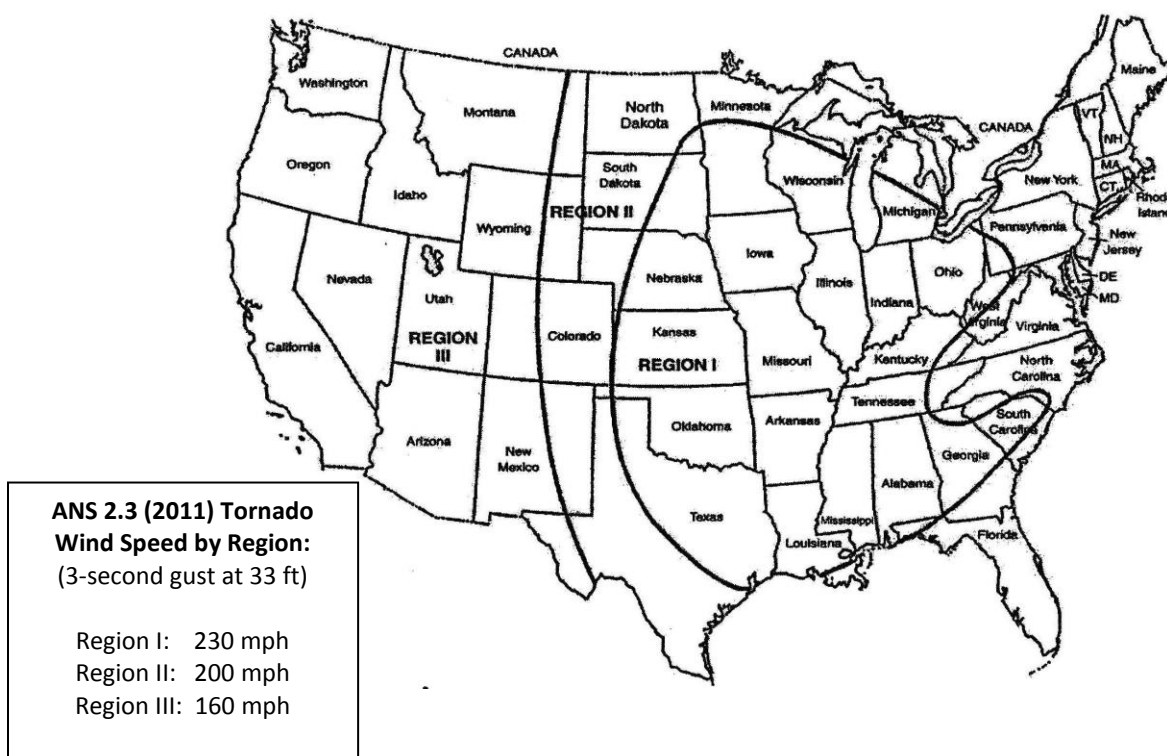 CANADA
Washington
Montana
North
Dakota
Minnesota
Maine
Oregon
Idaho
Wyoming
South
Dakota
REGION II
Wisconsin
Michigan
CANADA
VT
NH
New York
MA
CT
Rhode
Island
Nevada
Utah
REGION
III
Colorado
Nebraska
Iowa
Illinois
Indiana
Ohio
Pennsylvania
New
Jersey
DE
MD
West
Virginia
Virginia
California
Kansas
REGION I
Missouri
Kentucky
North
Carolina
Tennessee
South
Carolina
Arizona
New
Mexico
Oklahoma
Arkansas
Georgia
Alabama
Mississippi
Texas
Louisiana
Florida
ANS 2.3 (2011) Tornado
Wind Speed by Region:
(3-second gust at 33 ft)
Region I: 230 mph
Region II: 200 mph
Region III: 160 mph